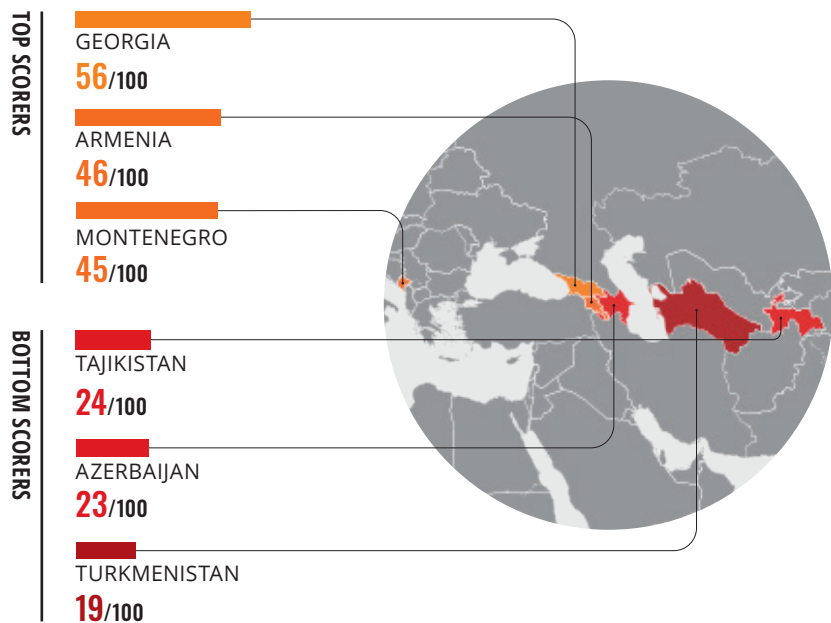 TOP SCORERS
GEORGIA
56/100
ARMENIA
46/100
MONTENEGRO
45/100
BOTTOM SCORERS
TAJIKISTAN
24/100
AZERBAIJAN
23/100
TURKMENISTAN
19/100